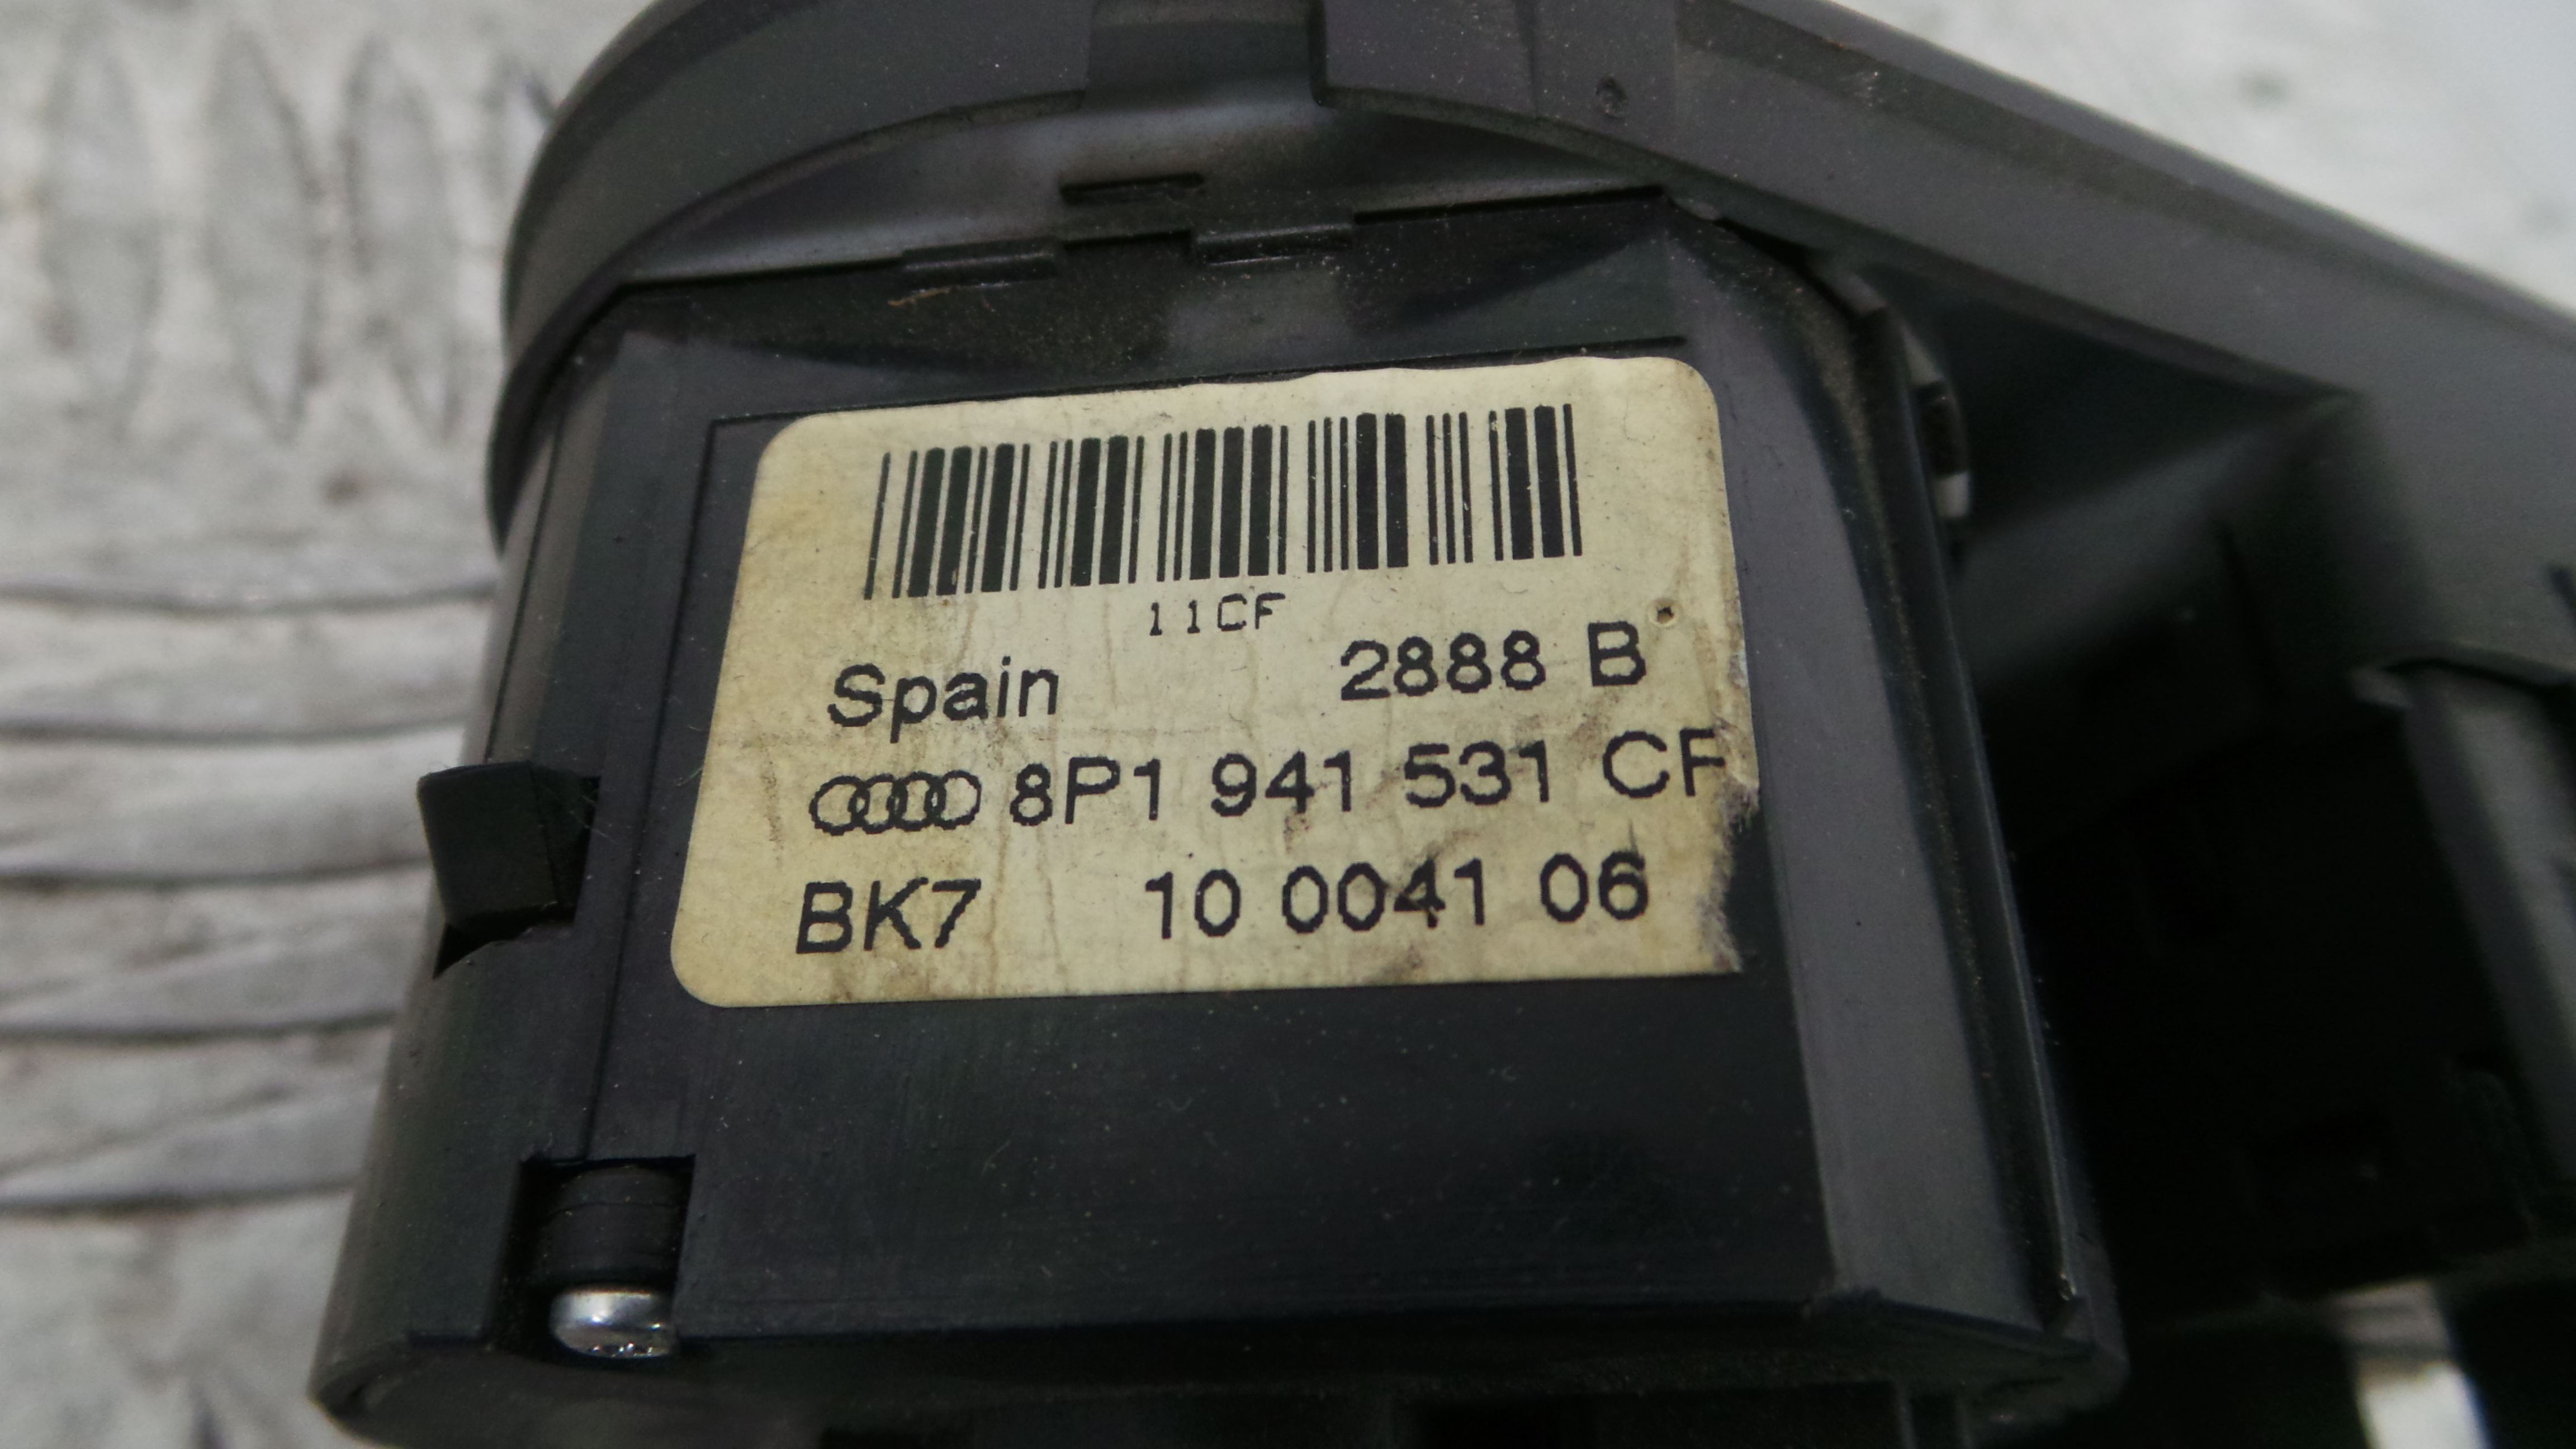 11CF
Spain 2888 B
8P1 941 531 CF
BK7 10 0041 06